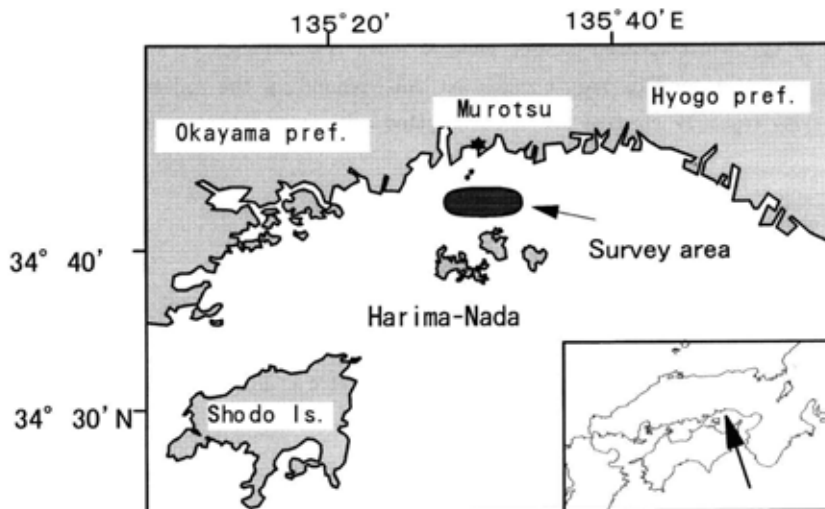 135°20'
135°40'E
Hyogo pref.
Murotsu
Okayama pref.
34° 40'
Survey area
Harima-Nada
34° 30'N
Shodo Is.